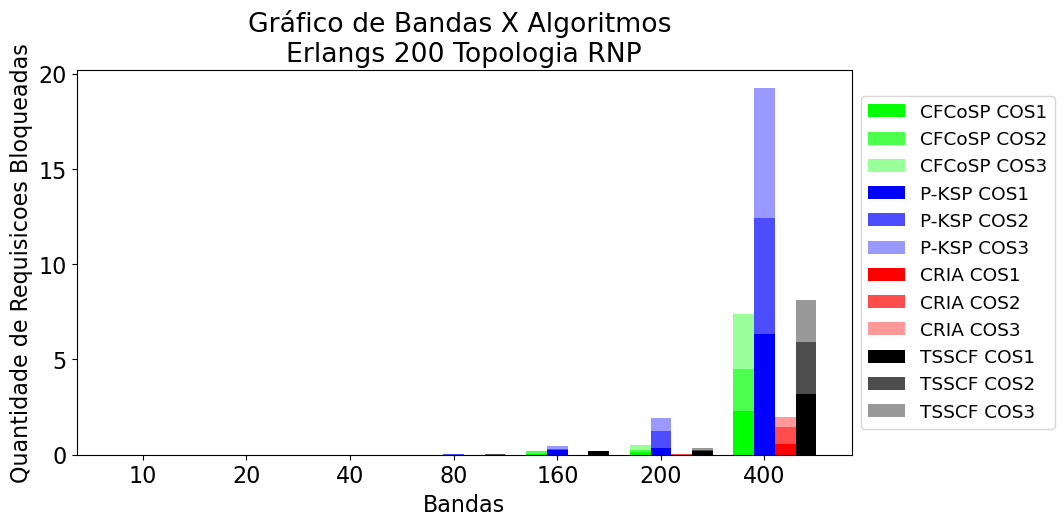 Gráfico de Bandas X Algoritmos
Erlangs 200 Topologia RNP
Quantidade de Requisicoes Bloqueadas
20
15
10
5
0
10 20 40 80 160 200 400
Bandas
CFCoSP COS1
CFCoSP COS2
CFCoSP COS3
P-KSP COS1
P-KSP COS2
P-KSP COS3
CRIA COS1
CRIA COS2
CRIA COS3
TSSCF COS1
TSSCF COS2
TSSCF COS3